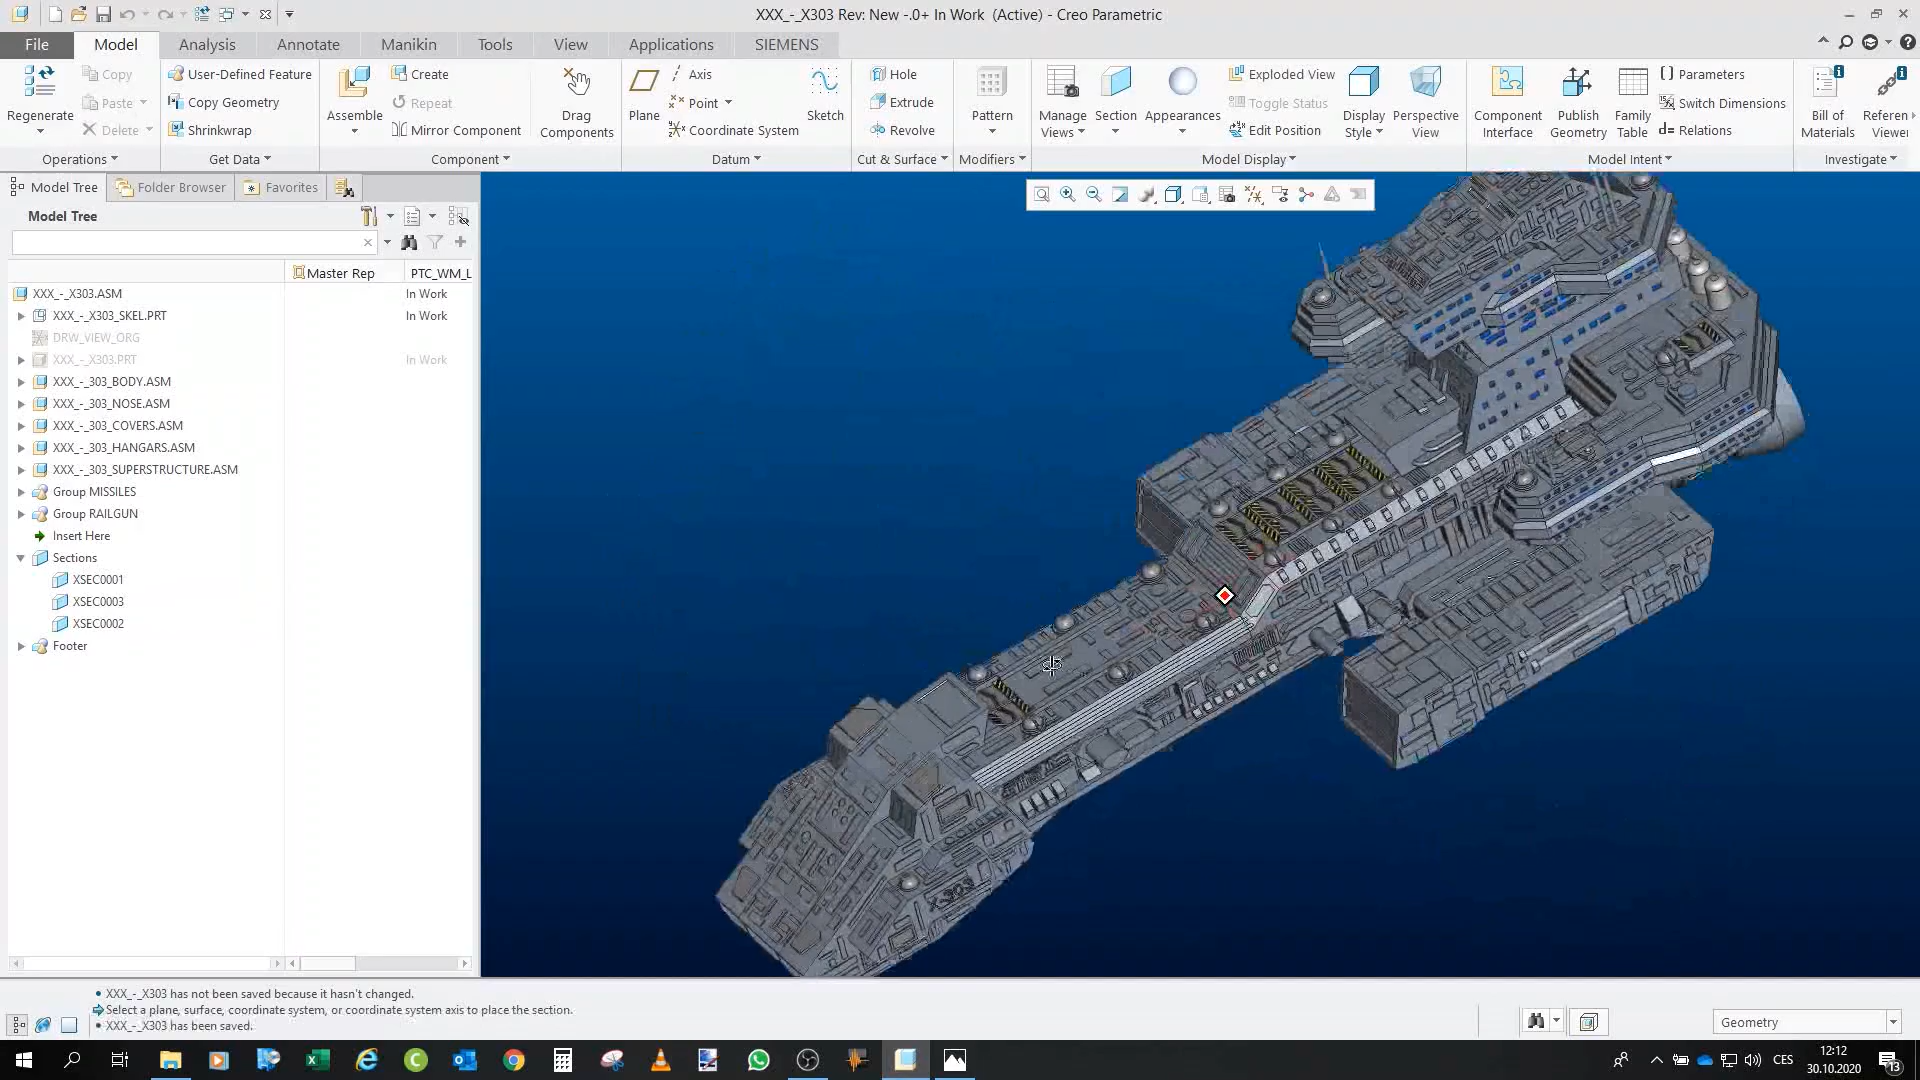 XXX_-_X303 Rev: New -.0+ In Work (Active) - Creo Parametric
File Model Analysis Annotate Manikin Tools View Applications SIEMENS
Regenerate
Copy
Paste
Delete
Operations
User-Defined Feature
Copy Geometry
Shrinkwrap
Get Data
Assemble
Create
Repeat
Mirror Component
Drag
Components
Component
Plane
Axis
Point
Coordinate System
Sketch
Datum
Hole
Extrude
Revolve
Cut & Surface
Pattern
Modifiers
Manage
Views
Section
Appearances
Exploded View
Toggle Status
Edit Position
Display
Style
Perspective
View
Model Display
Component
Interface
Publish
Geometry
Family
Table
Parameters
Switch Dimensions
Relations
Model Intent
Bill of
Materials
Referen
Viewer
Investigate
Model Tree Folder Browser Favorites
Model Tree
Master Rep PTC_WM_L
XXX_-_X303.ASM In Work
XXX_-_X303_SKEL.PRT In Work
DRW_VIEW_ORG
XXX_-_X303.PRT In Work
XXX_-_303_BODY.ASM
XXX_-_303_NOSE.ASM
XXX_-_303_COVERS.ASM
XXX_-_303_HANGARS.ASM
XXX_-_303_SUPERSTRUCTURE.ASM
Group MISSILES
Group RAILGUN
Insert Here
Sections
XSEC0001
XSEC0003
XSEC0002
Footer
X303
• XXX_-_X303 has not been saved because it hasn't changed.
Select a plane, surface, coordinate system, or coordinate system axis to place the section.
• XXX_-_X303 has been saved.
Geometry
CES
12:12
30.10.2020
13